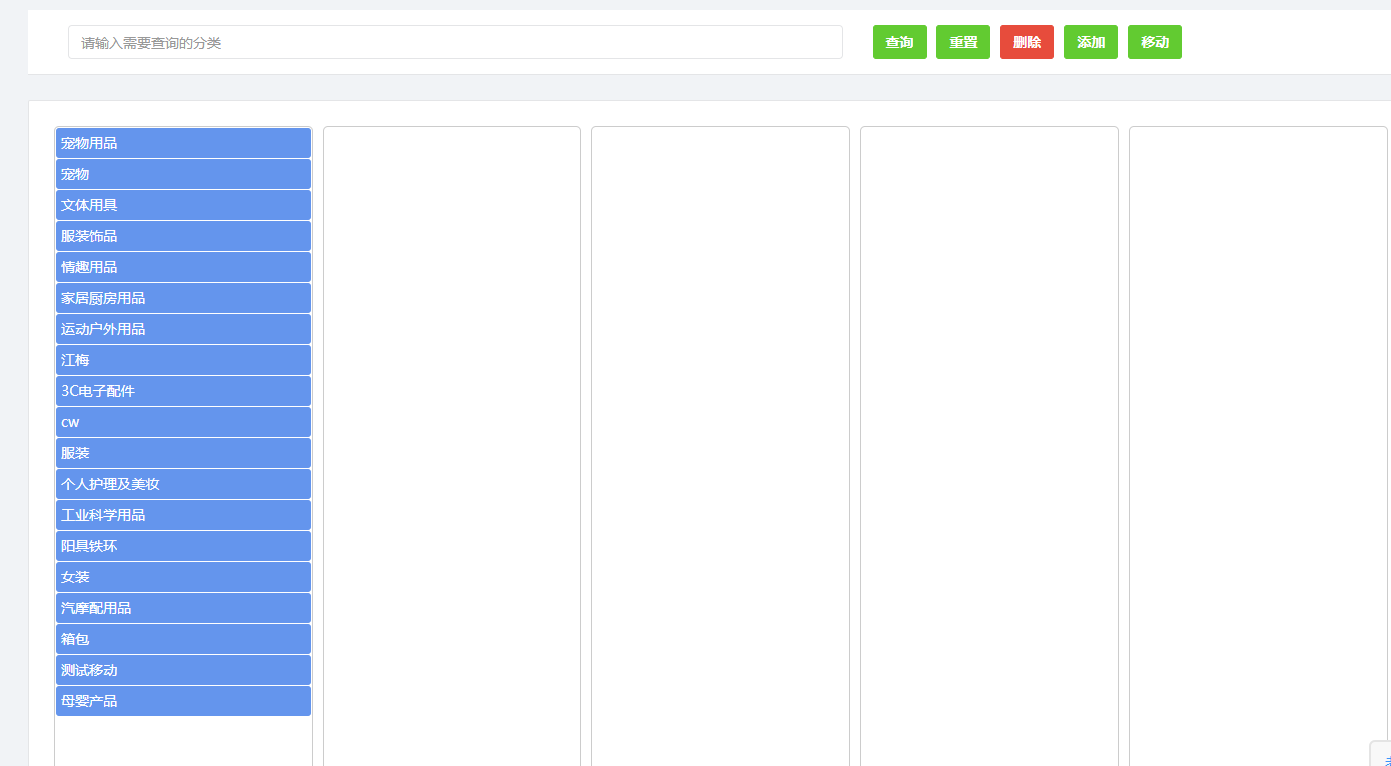 请输入需要查询的分类
查询 重置 删除 添加 移动
宠物用品
宠物
文体用具
服装饰品
情趣用品
家居厨房用品
运动户外用品
江梅
3C电子配件
cw
服装
个人护理及美妆
工业科学用品
阳具铁环
女装
汽摩配用品
箱包
测试移动
母婴产品